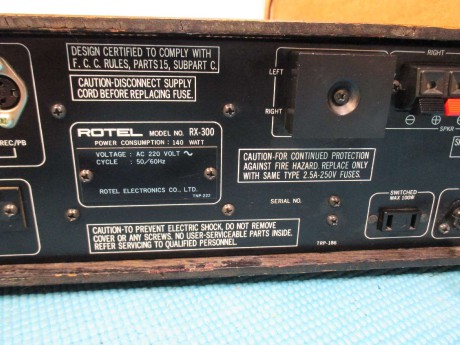 DESIGN CERTIFIED TO COMPLY WITH
F. C. C. RULES, PARTS 15, SUBPART C.
CAUTION-DISCONNECT SUPPLY
CORD BEFORE REPLACING FUSE.
REC/PB
ROTEL MODEL NO. RX-300
POWER CONSUMPTION : 140 WATT
VOLTAGE : AC 220 VOLT ~
CYCLE : 50/60Hz
ROTEL ELECTRONICS CO., LTD.
CAUTION-TO PREVENT ELECTRIC SHOCK, DO NOT REMOVE
COVER OR ANY SCREWS, NO USER-SERVICEABLE PARTS INSIDE.
REFER SERVICING TO QUALIFIED PERSONNEL.
LEFT
RIGHT
CAUTION-FOR CONTINUED PROTECTION
AGAINST FIRE HAZARD. REPLACE ONLY
WITH SAME TYPE 2.5A-250V FUSES.
SERIAL NO.
TRP-186
RIGHT
⊖ ⊕
SPKR
SWITCHED
MAX 100W